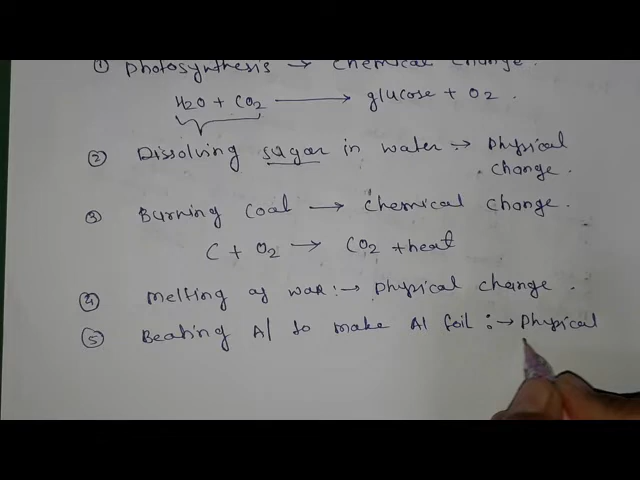 ① Photosynthesis → Chemical change.
H2O + CO2 → glucose + O2.
② Dissolving sugar in water :→ Physical
change.
③ Burning Coal → Chemical change.
C + O2 → CO2 + heat
④ Melting of wax :→ Physical change.
⑤ Beating Al to make Al foil :→ Physical